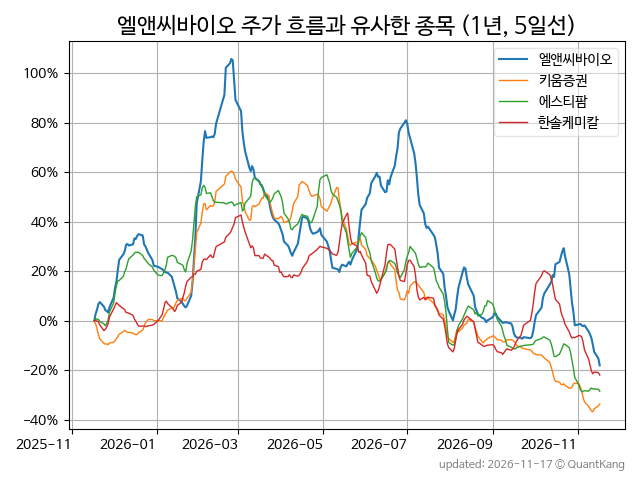 엘앤씨바이오 주가 흐름과 유사한 종목 (1년, 5일선)
엘앤씨바이오
키움증권
에스티팜
한솔케미칼
100%
80%
60%
40%
20%
0%
−20%
−40%
2025-11
2026-01
2026-03
2026-05
2026-07
2026-09
2026-11
updated: 2026-11-17 © QuantKang